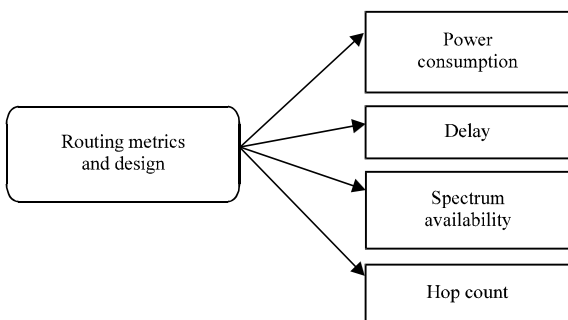 Power
consumption
Routing metrics
and design
Delay
Spectrum
availability
Hop count